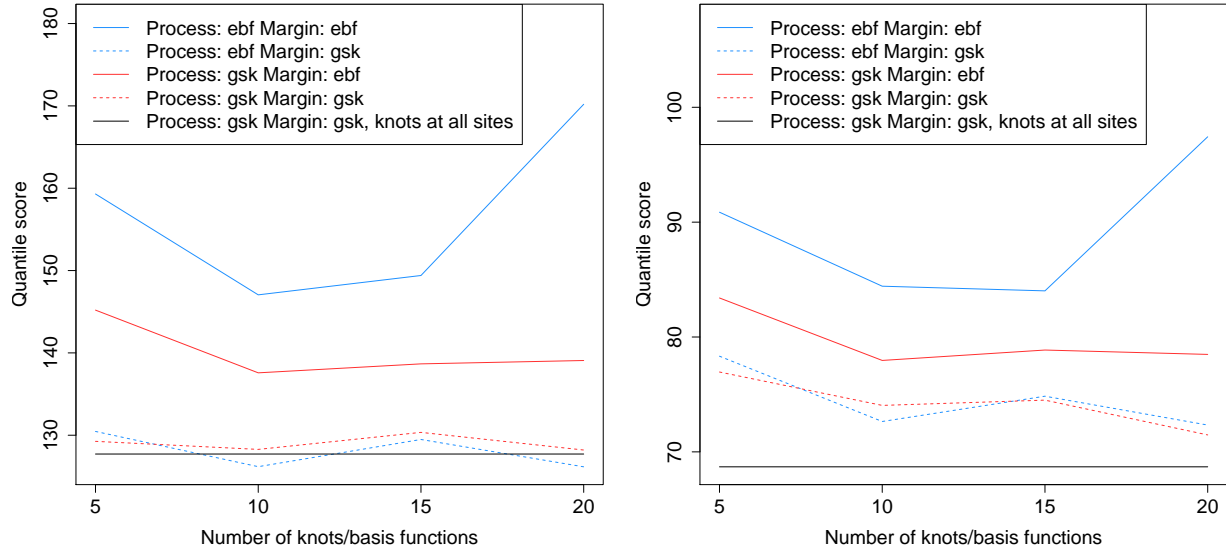 Process: ebf Margin: ebf
Process: ebf Margin: gsk
Process: gsk Margin: ebf
Process: gsk Margin: gsk
Process: gsk Margin: gsk, knots at all sites
180
170
160
150
140
130
Quantile score
5 10 15 20
Number of knots/basis functions
Process: ebf Margin: ebf
Process: ebf Margin: gsk
Process: gsk Margin: ebf
Process: gsk Margin: gsk
Process: gsk Margin: gsk, knots at all sites
100
90
80
70
Quantile score
5 10 15 20
Number of knots/basis functions